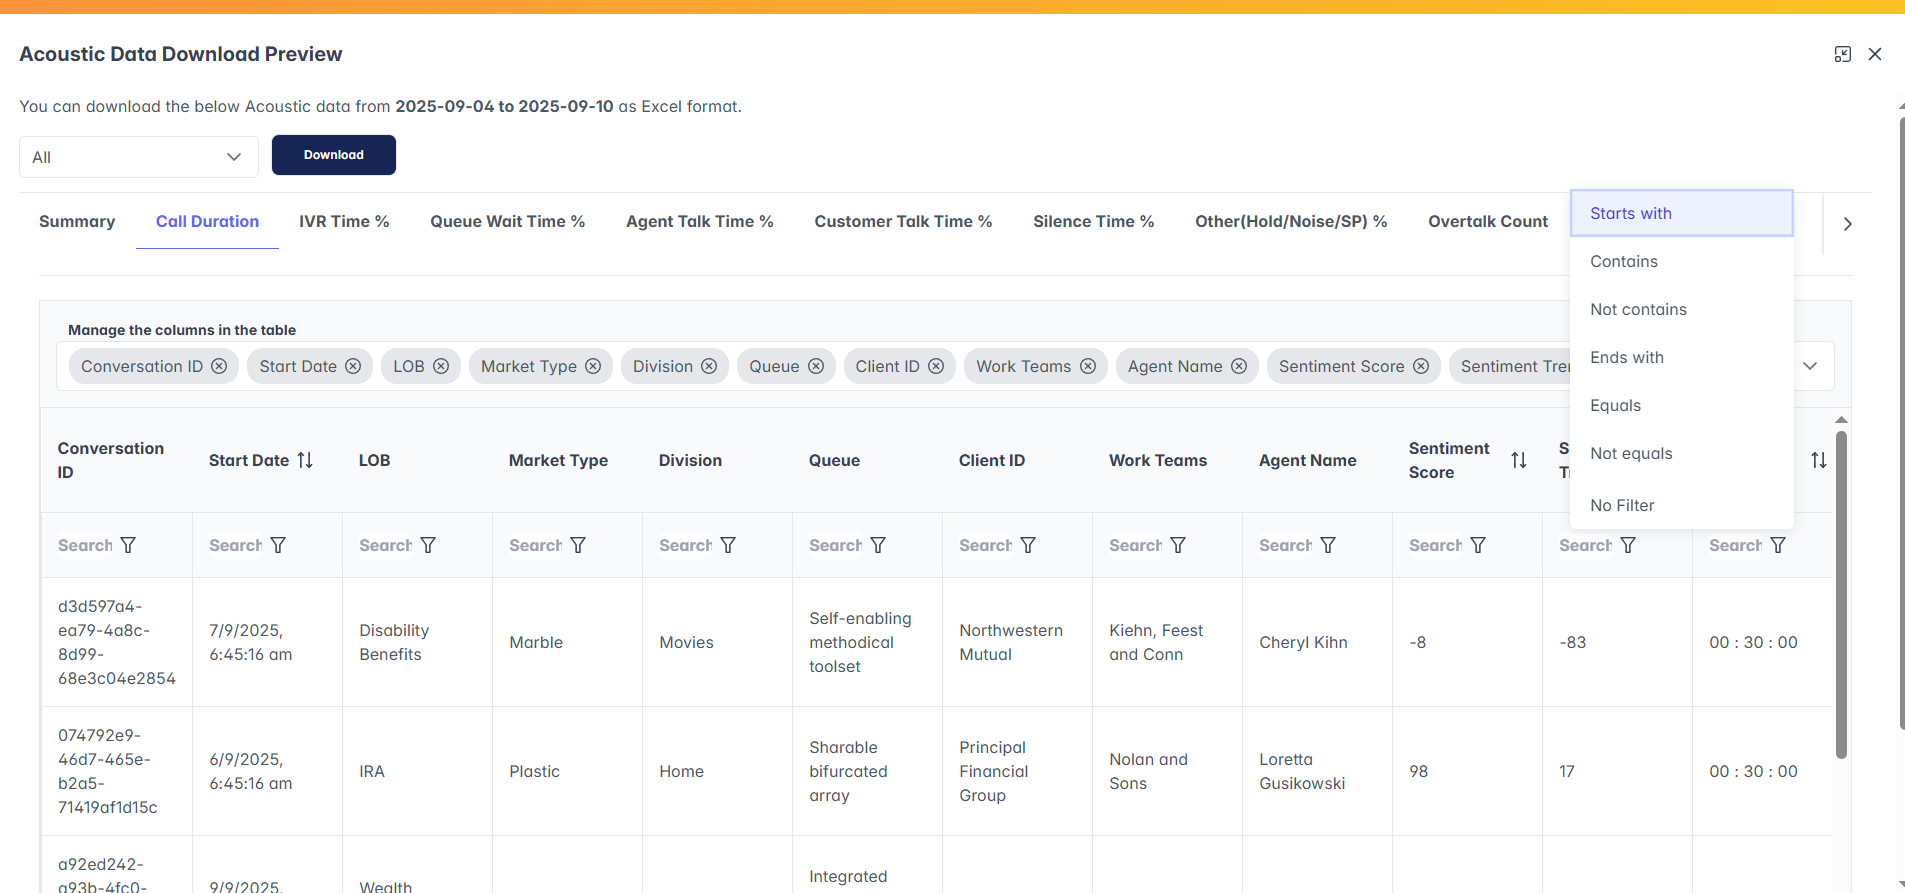 Acoustic Data Download Preview
You can download the below Acoustic data from 2025-09-04 to 2025-09-10 as Excel format.
All
Download
Summary
Call Duration
IVR Time %
Queue Wait Time %
Agent Talk Time %
Customer Talk Time %
Silence Time %
Other(Hold/Noise/SP) %
Overtalk Count
Starts with
Contains
Not contains
Ends with
Equals
Not equals
No Filter
Manage the columns in the table
Conversation ID
Start Date
LOB
Market Type
Division
Queue
Client ID
Work Teams
Agent Name
Sentiment Score
Sentiment
Conversation
ID
Start Date
LOB
Market Type
Division
Queue
Client ID
Work Teams
Agent Name
Sentiment
Score
Search
Search
Search
Search
Search
Search
Search
Search
Search
Search
Search
Search
d3d597a4-
ea79-4a8c-
8d99-
68e3c04e2854
7/9/2025,
6:45:16 am
Disability
Benefits
Marble
Movies
Self-enabling
methodical
toolset
Northwestern
Mutual
Kiehn, Feest
and Conn
Cheryl Kihn
-8
-83
00 : 30 : 00
074792e9-
46d7-465e-
b2a5-
71419af1d15c
6/9/2025,
6:45:16 am
IRA
Plastic
Home
Sharable
bifurcated
array
Principal
Financial
Group
Nolan and
Sons
Loretta
Gusikowski
98
17
00 : 30 : 00
a92ed242-
a93b-4fc0-
9/9/2025,
Wealth
Integrated